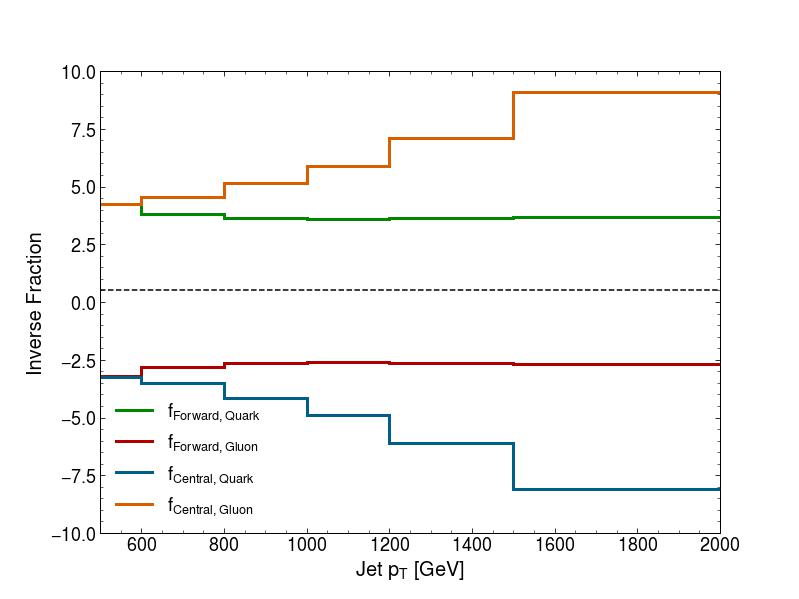 10.0
7.5
5.0
2.5
0.0
−2.5
−5.0
−7.5
−10.0
Inverse Fraction
f_Forward, Quark
f_Forward, Gluon
f_Central, Quark
f_Central, Gluon
600 800 1000 1200 1400 1600 1800 2000
Jet p_T [GeV]